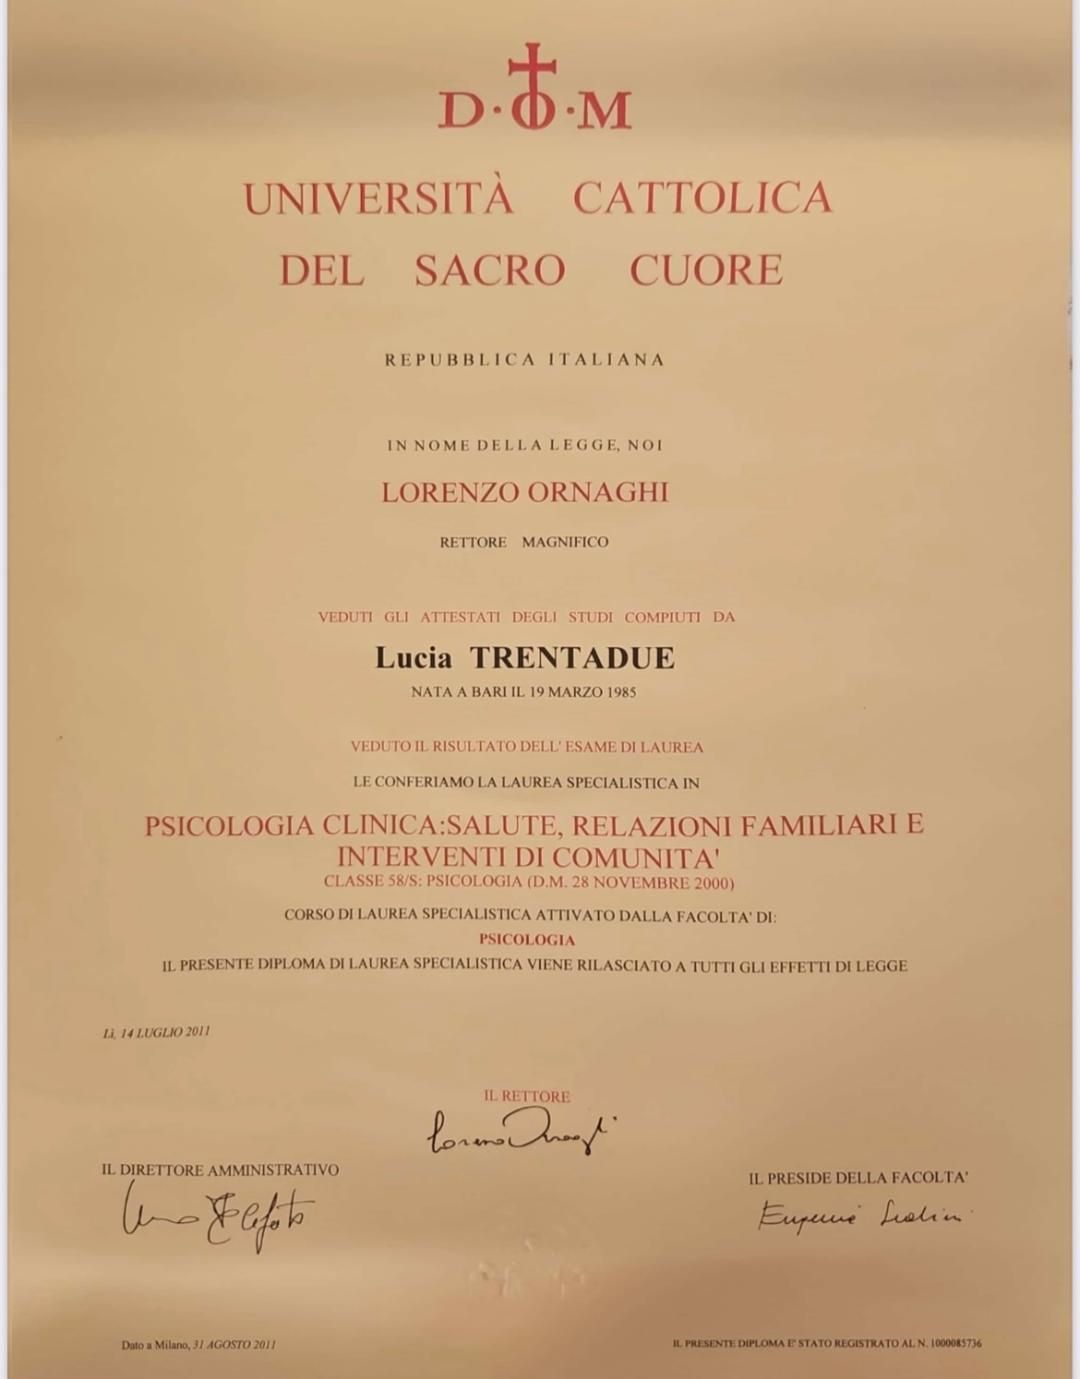 D·O·M
UNIVERSITÀ CATTOLICA
DEL SACRO CUORE
REPUBBLICA ITALIANA
IN NOME DELLA LEGGE, NOI
LORENZO ORNAGHI
RETTORE MAGNIFICO
VEDUTI GLI ATTESTATI DEGLI STUDI COMPIUTI DA
Lucia TRENTADUE
NATA A BARI IL 19 MARZO 1985
VEDUTO IL RISULTATO DELL' ESAME DI LAUREA
LE CONFERIAMO LA LAUREA SPECIALISTICA IN
PSICOLOGIA CLINICA:SALUTE, RELAZIONI FAMILIARI E
INTERVENTI DI COMUNITA'
CLASSE 58/S: PSICOLOGIA (D.M. 28 NOVEMBRE 2000)
CORSO DI LAUREA SPECIALISTICA ATTIVATO DALLA FACOLTA' DI:
PSICOLOGIA
IL PRESENTE DIPLOMA DI LAUREA SPECIALISTICA VIENE RILASCIATO A TUTTI GLI EFFETTI DI LEGGE
Lì, 14 LUGLIO 2011
IL RETTORE
Lorenzo Ornaghi
IL DIRETTORE AMMINISTRATIVO
IL PRESIDE DELLA FACOLTA'
Dato a Milano, 31 AGOSTO 2011
IL PRESENTE DIPLOMA E' STATO REGISTRATO AL N. 1000085736